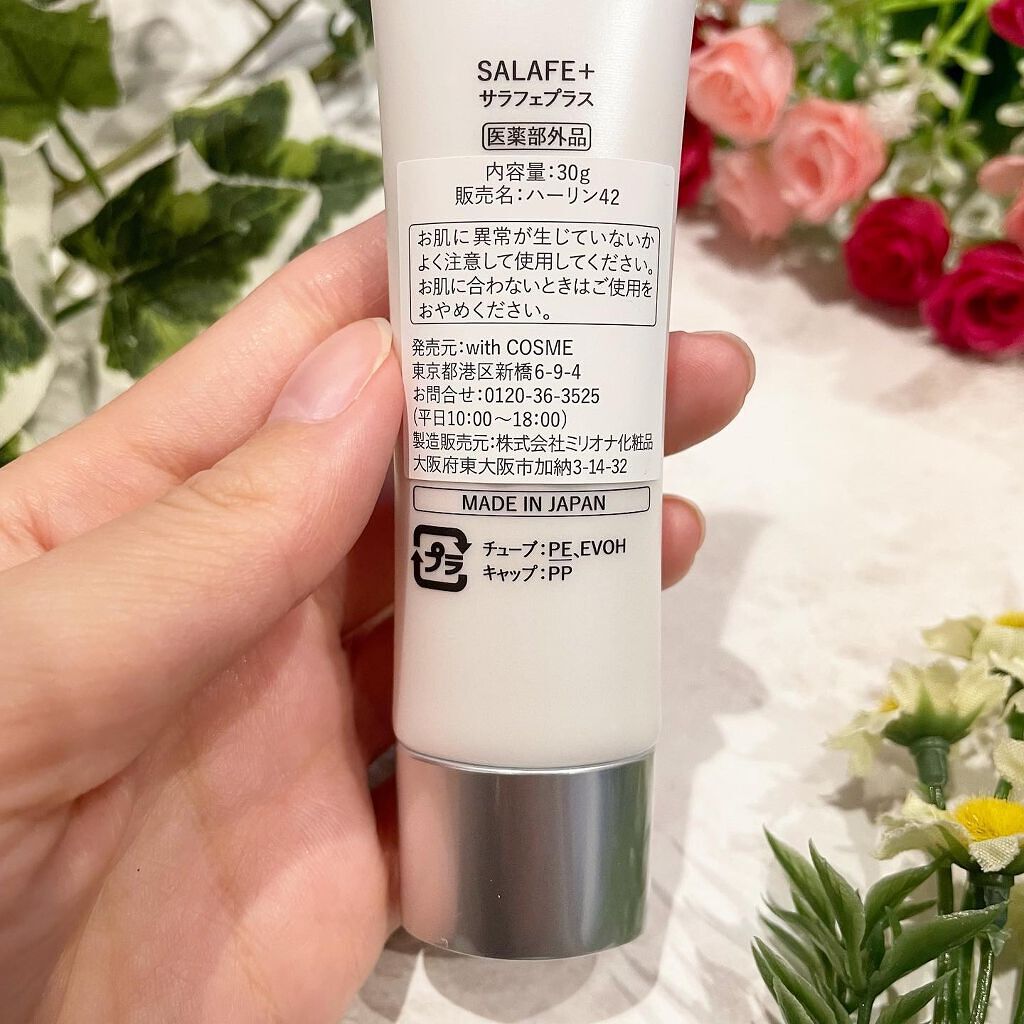 SALAFE+
サラフェプラス
医薬部外品
内容量:30g
販売名:ハーリン42
お肌に異常が生じていないか
よく注意して使用してください。
お肌に合わないときはご使用を
おやめください。
発売元:with COSME
東京都港区新橋6-9-4
お問合せ:0120-36-3525
(平日10:00〜18:00)
製造販売元:株式会社ミリオナ化粧品
大阪府東大阪市加納3-14-32
MADE IN JAPAN
プラ
チューブ:PE、EVOH
キャップ:PP